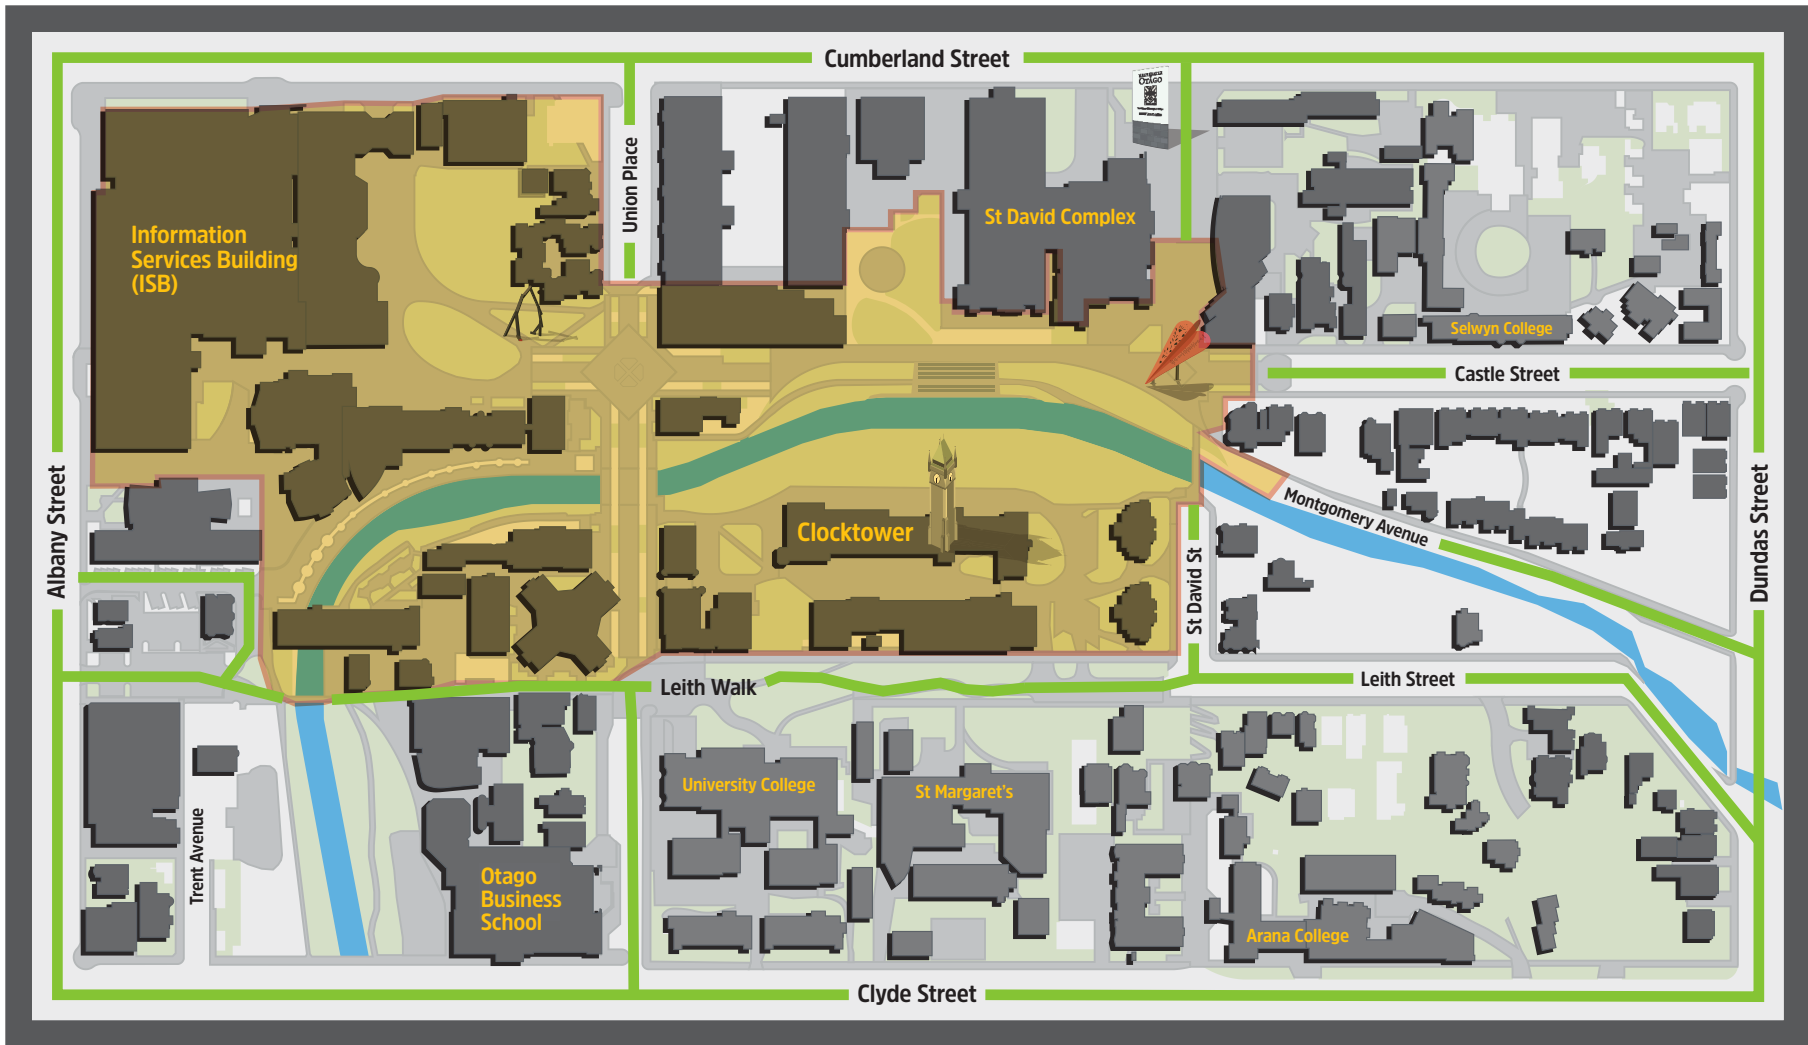 Cumberland Street
OTAGO
Union Place
Information
Services Building
(ISB)
St David Complex
Selwyn College
Castle Street
Albany Street
Clocktower
Montgomery Avenue
Dundas Street
St David St
Leith Walk
Leith Street
University College
St Margaret's
Trent Avenue
Otago
Business
School
Arana College
Clyde Street